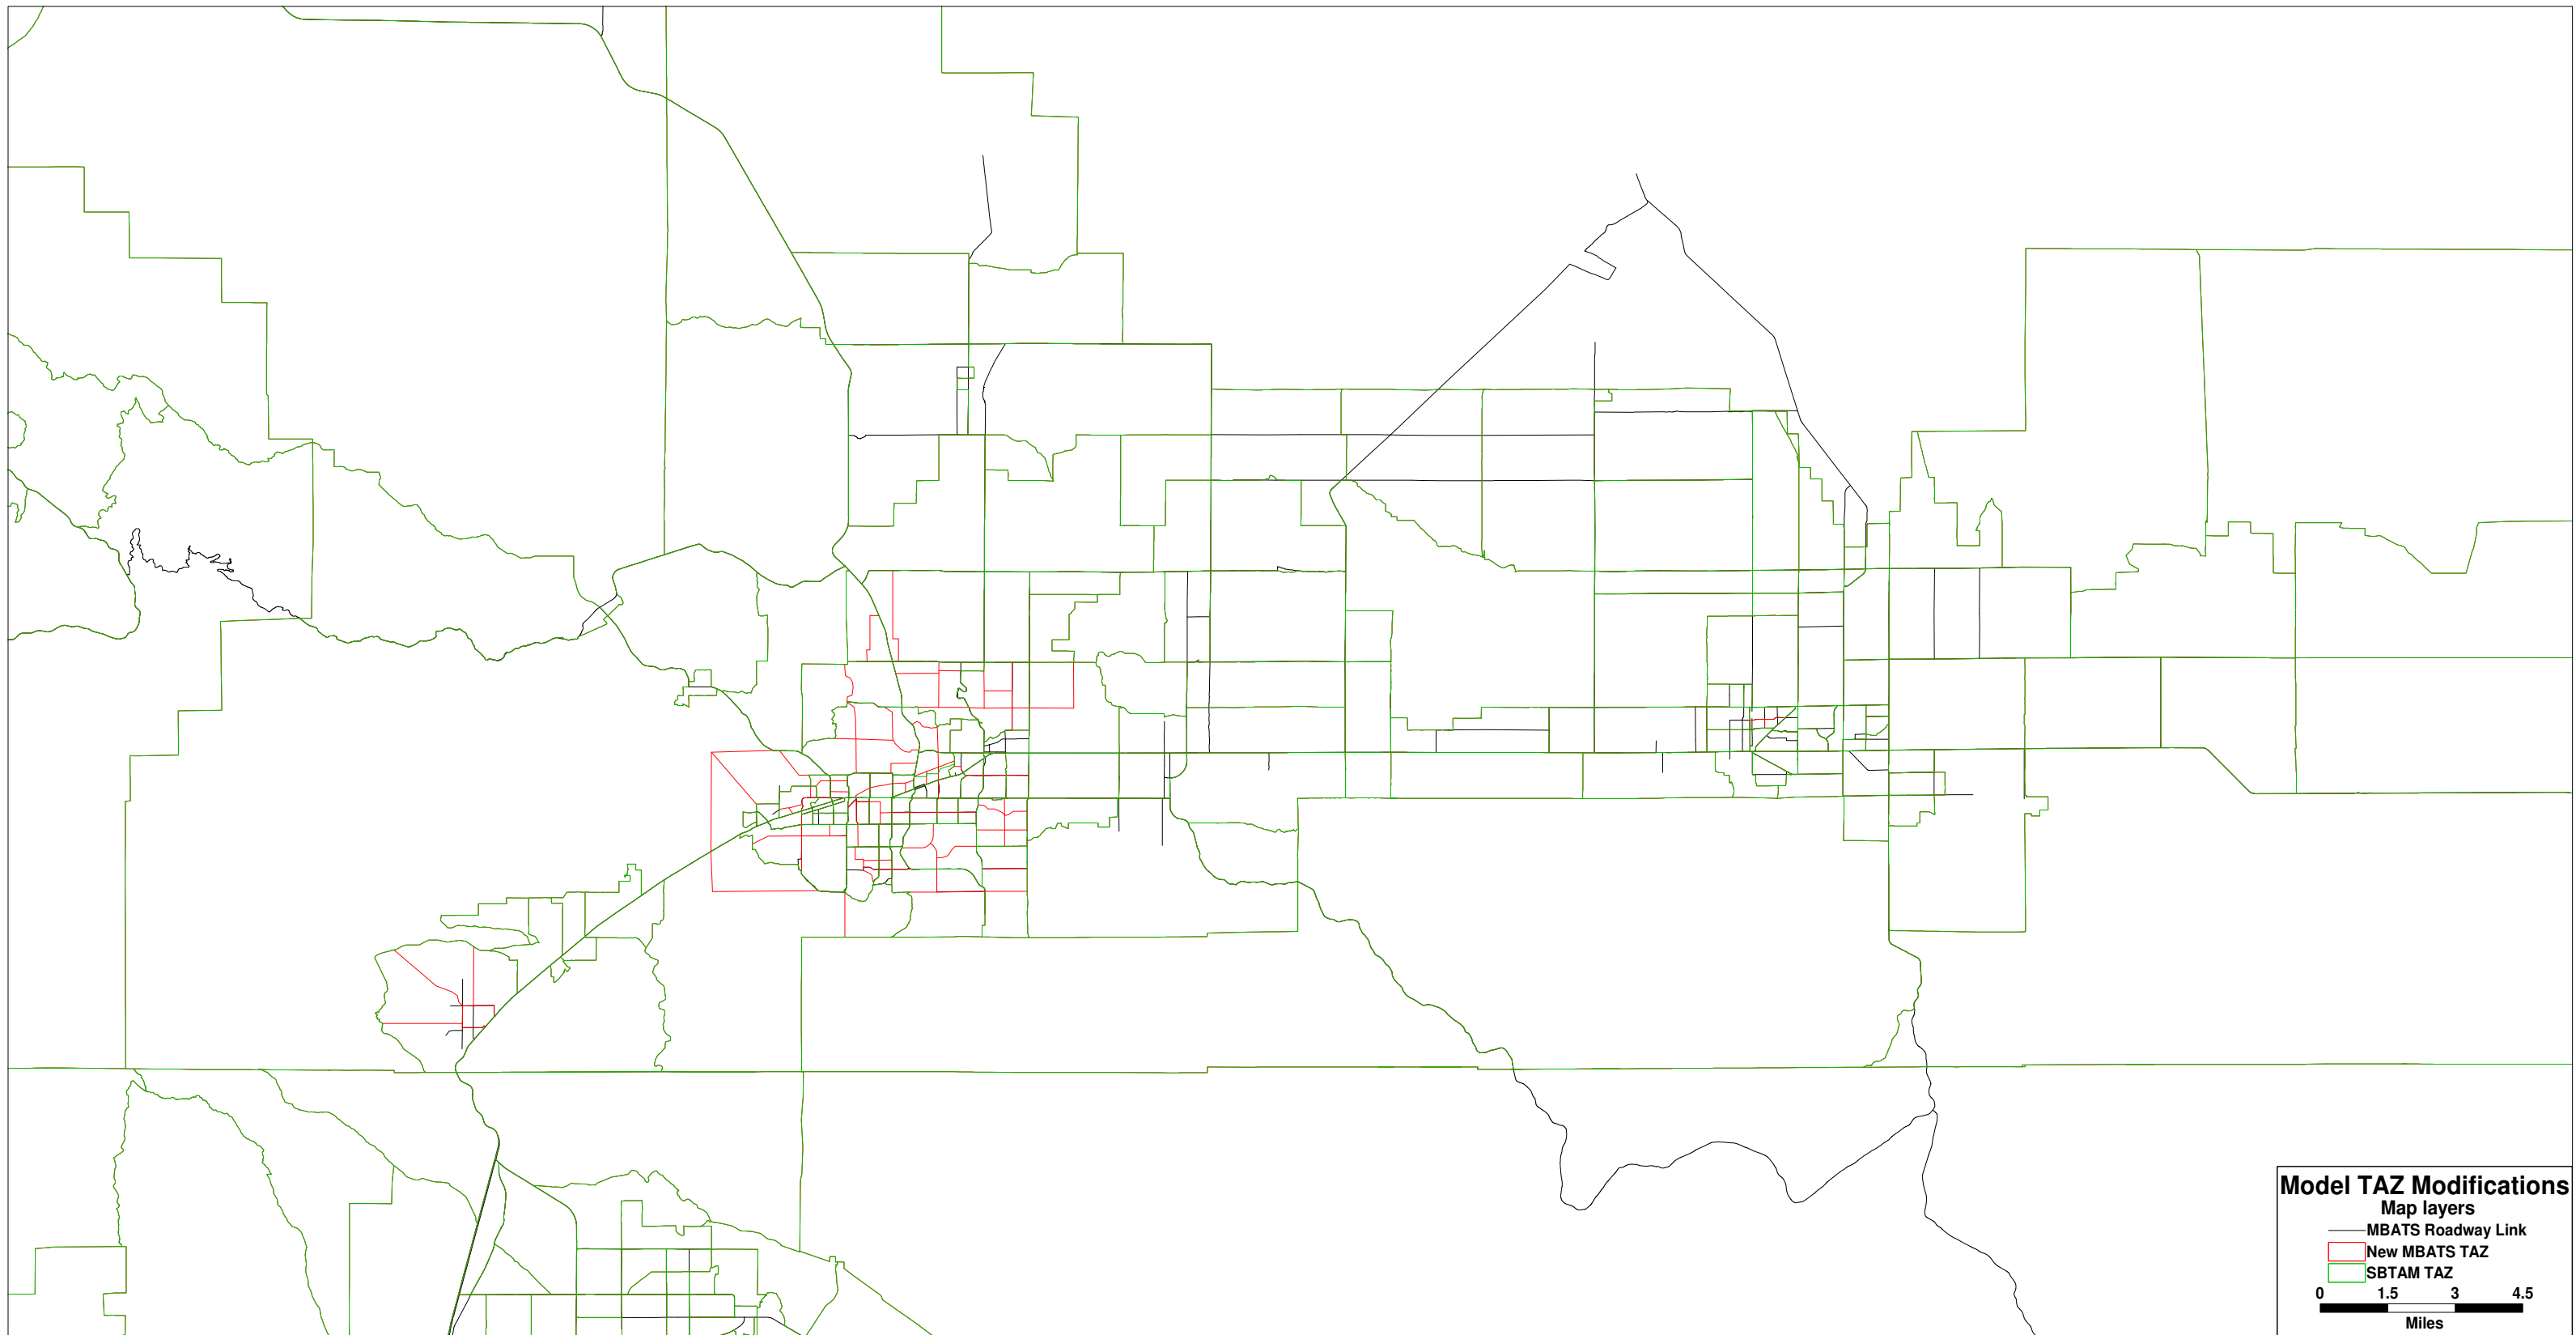 Model TAZ Modifications
Map layers
MBATS Roadway Link
New MBATS TAZ
SBTAM TAZ
0 1.5 3 4.5
Miles